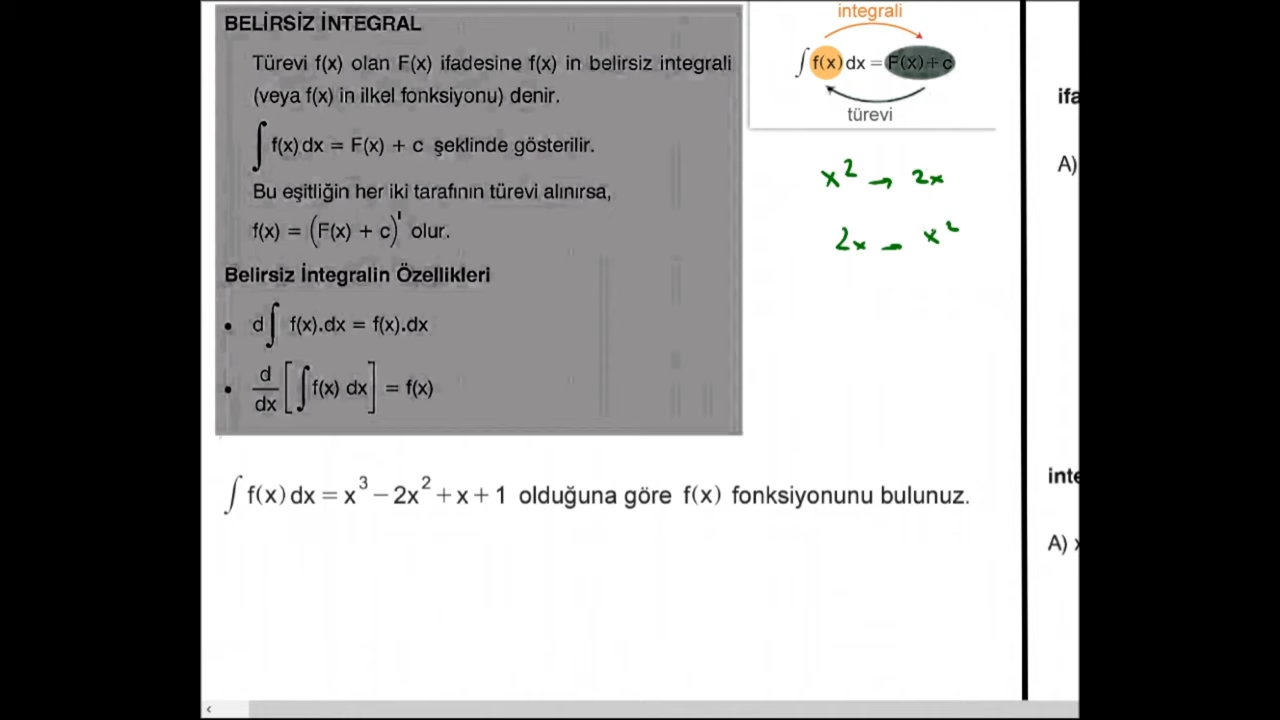 BELİRSİZ İNTEGRAL
Türevi f(x) olan F(x) ifadesine f(x) in belirsiz integrali
(veya f(x) in ilkel fonksiyonu) denir.
∫ f(x) dx = F(x) + c şeklinde gösterilir.
Bu eşitliğin her iki tarafının türevi alınırsa,
f(x) = (F(x) + c)' olur.
Belirsiz İntegralin Özellikleri
• d∫ f(x).dx = f(x).dx
• d/dx [∫f(x) dx] = f(x)
integrali
∫ f(x) dx = F(x) + c
türevi
x² → 2x
2x – x²
∫ f(x) dx = x³ – 2x² + x + 1 olduğuna göre f(x) fonksiyonunu bulunuz.
A)
A)